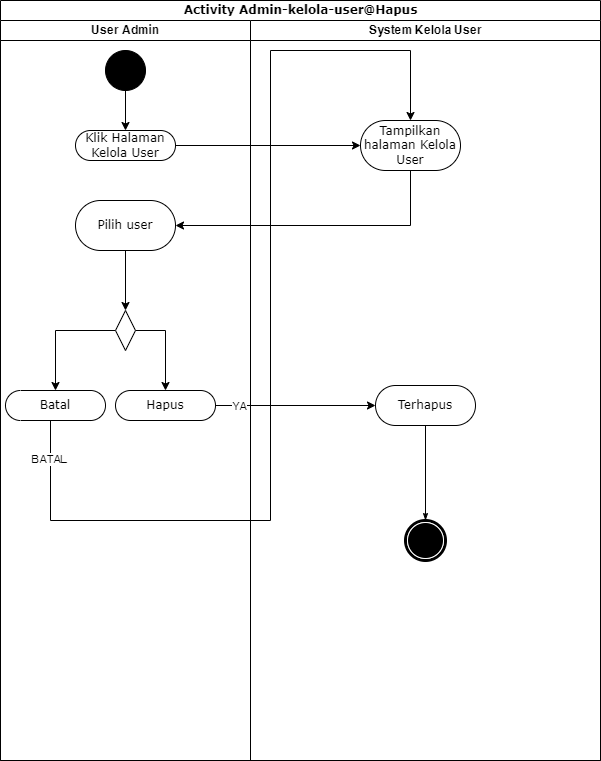 Activity Admin-kelola-user@Hapus
User Admin
System Kelola User
Klik Halaman
Kelola User
Tampilkan
halaman Kelola
User
Pilih user
Batal
Hapus
YA
Terhapus
BATAL